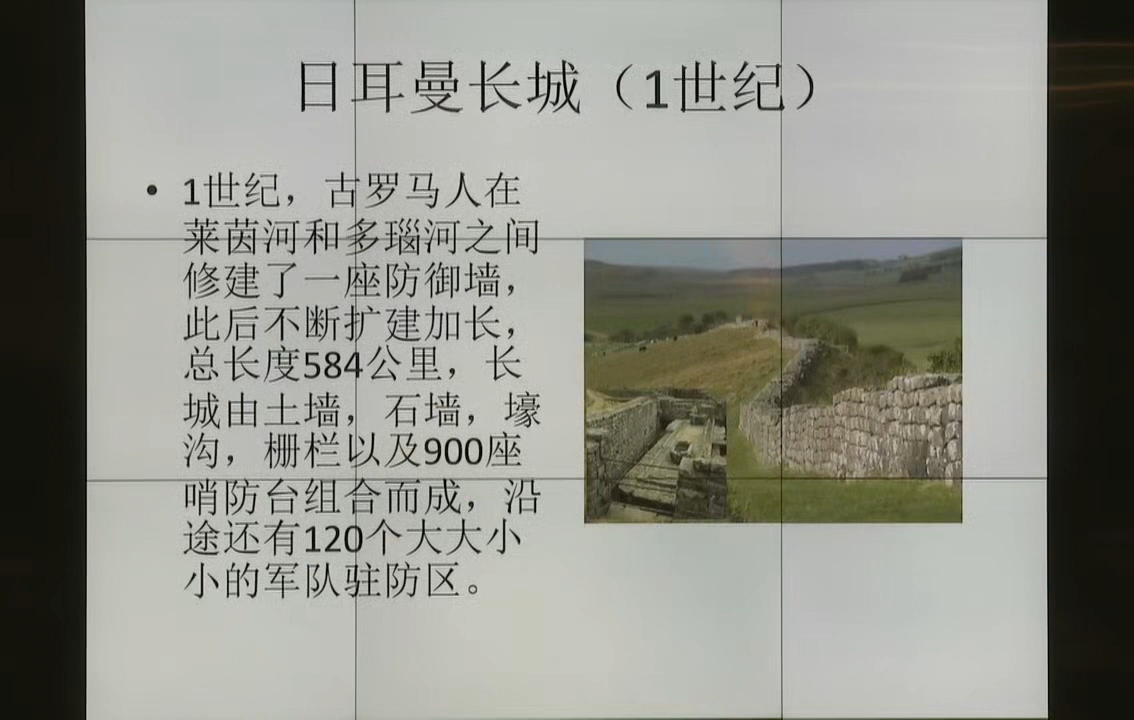 日耳曼长城（1世纪）
• 1世纪，古罗马人在
莱茵河和多瑙河之间
修建了一座防御墙，
此后不断扩建加长，
总长度584公里，长
城由土墙，石墙，壕
沟，栅栏以及900座
哨防台组合而成，沿
途还有120个大大小
小的军队驻防区。